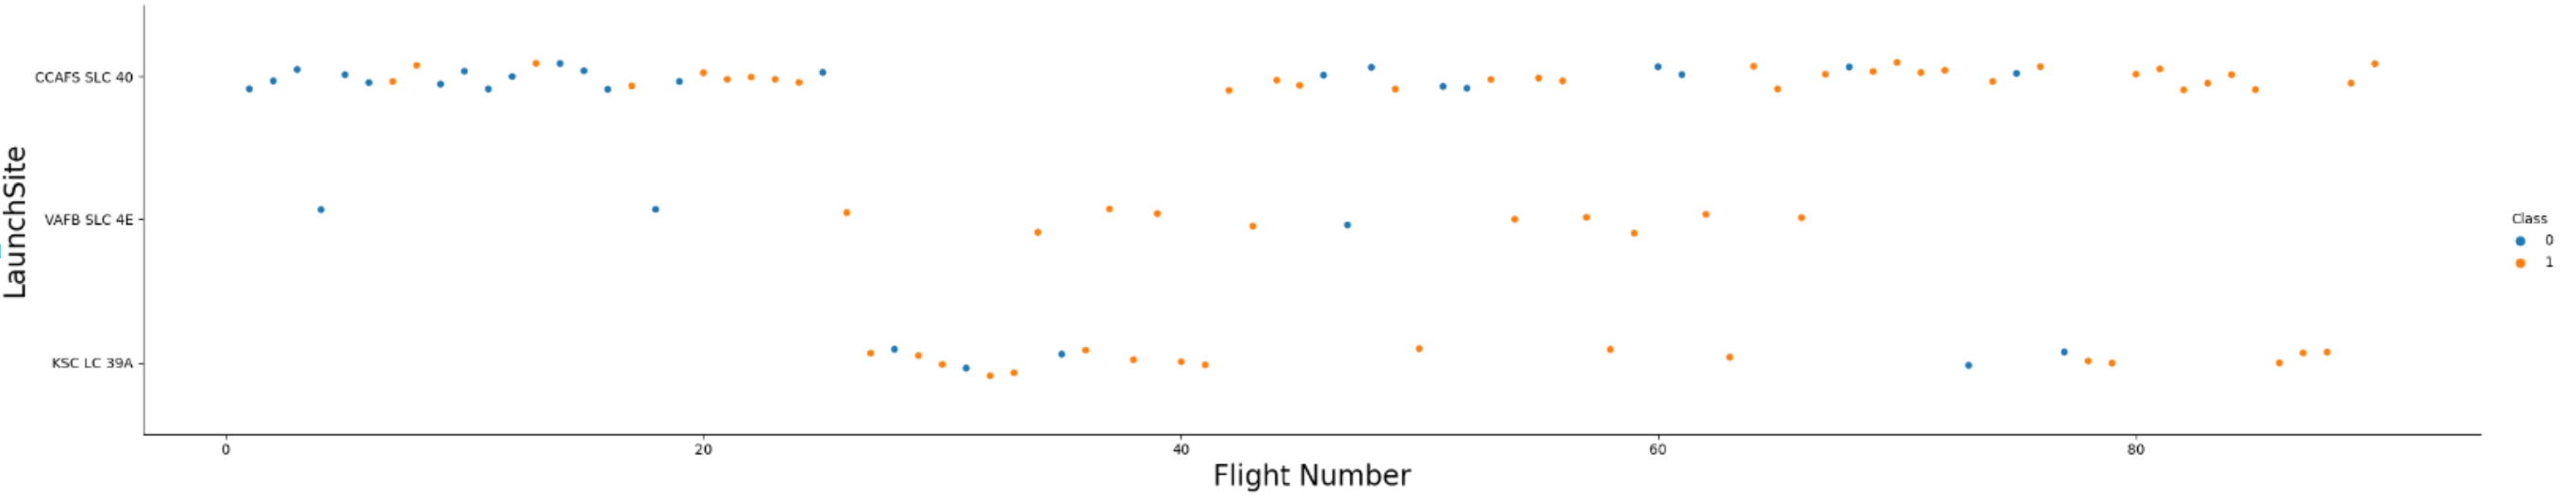 CCAFS SLC 40
VAFB SLC 4E
KSC LC 39A
LaunchSite
0 20 40 60 80
Flight Number
Class
0
1